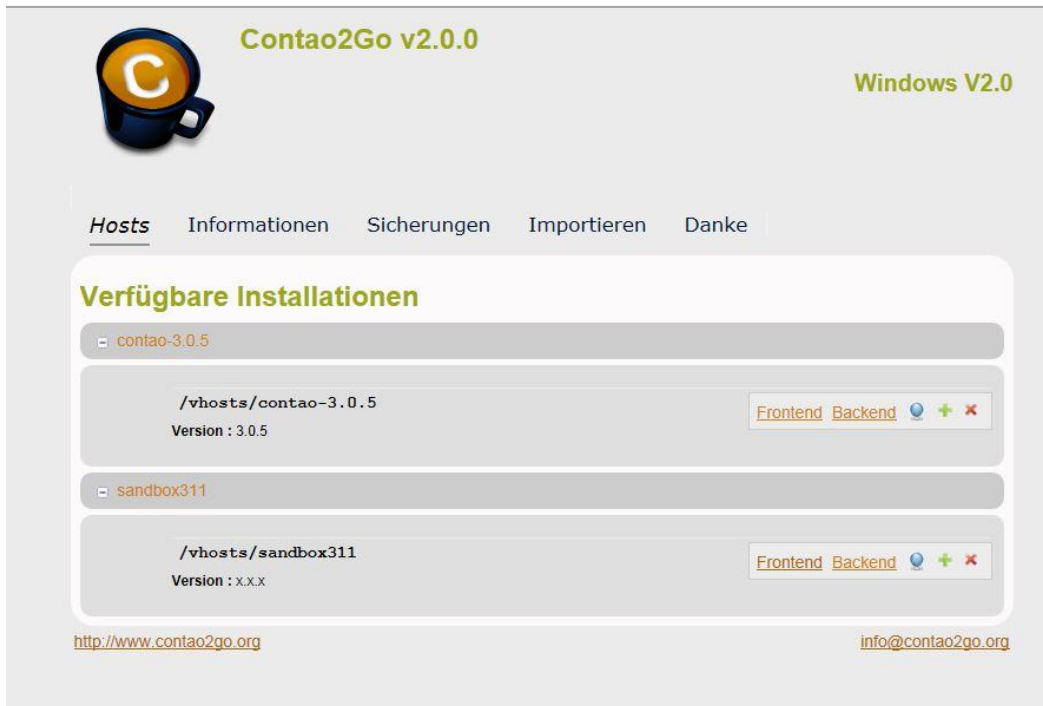 C
Contao2Go v2.0.0
Windows V2.0
Hosts Informationen Sicherungen Importieren Danke
Verfügbare Installationen
contao-3.0.5
/vhosts/contao-3.0.5
Frontend Backend
Version : 3.0.5
sandbox311
/vhosts/sandbox311
Frontend Backend
Version : x.x.x
http://www.contao2go.org info@contao2go.org